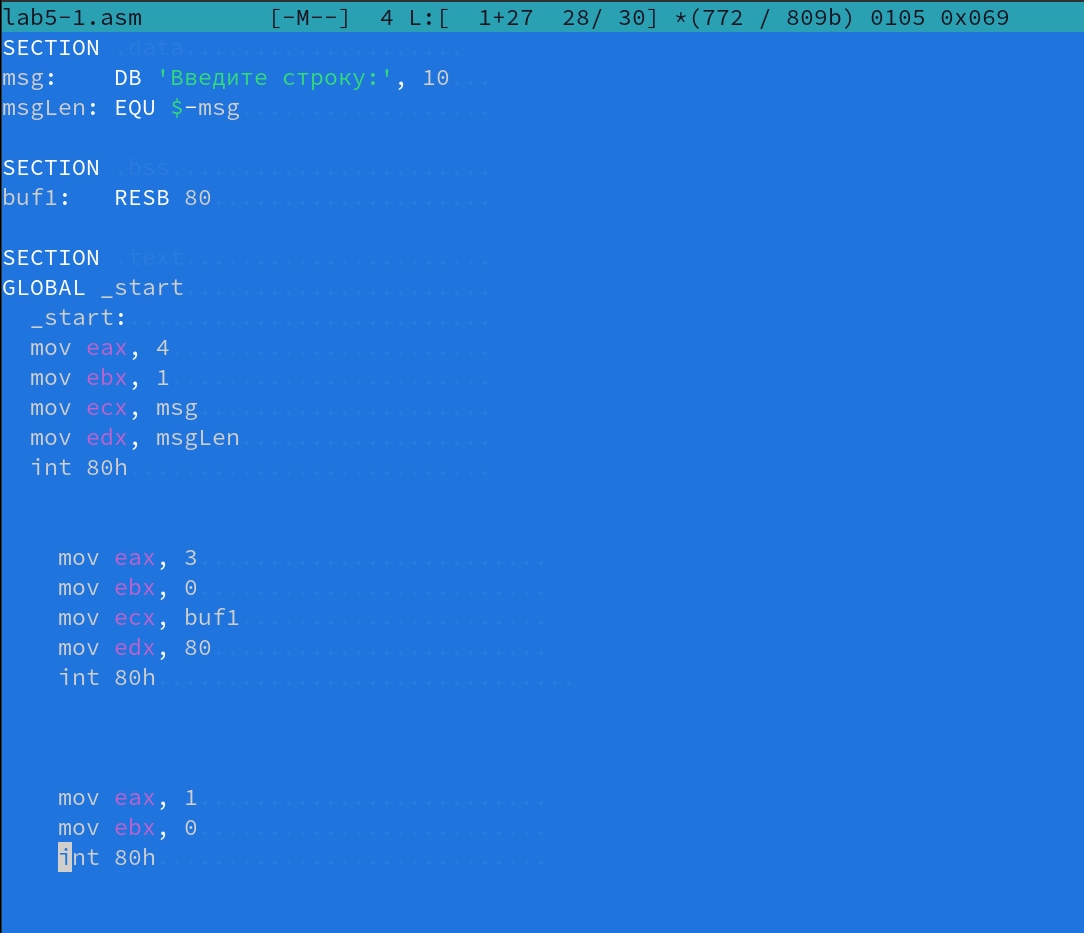 lab5-1.asm [-M--] 4 L:[ 1+27 28/ 30] *(772 / 809b) 0105 0x069
SECTION .data
msg: DB 'Введите строку:', 10
msgLen: EQU $-msg
SECTION .bss
buf1: RESB 80
SECTION .text
GLOBAL _start
_start:
mov eax, 4
mov ebx, 1
mov ecx, msg
mov edx, msgLen
int 80h
mov eax, 3
mov ebx, 0
mov ecx, buf1
mov edx, 80
int 80h
mov eax, 1
mov ebx, 0
int 80h